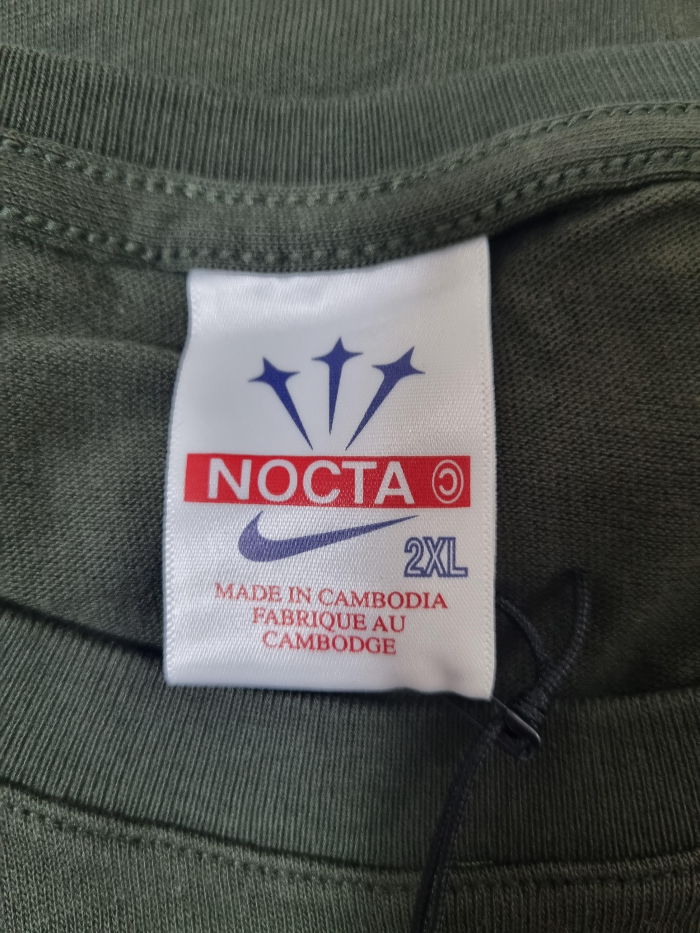 NOCTA ©
2XL
MADE IN CAMBODIA
FABRIQUE AU
CAMBODGE